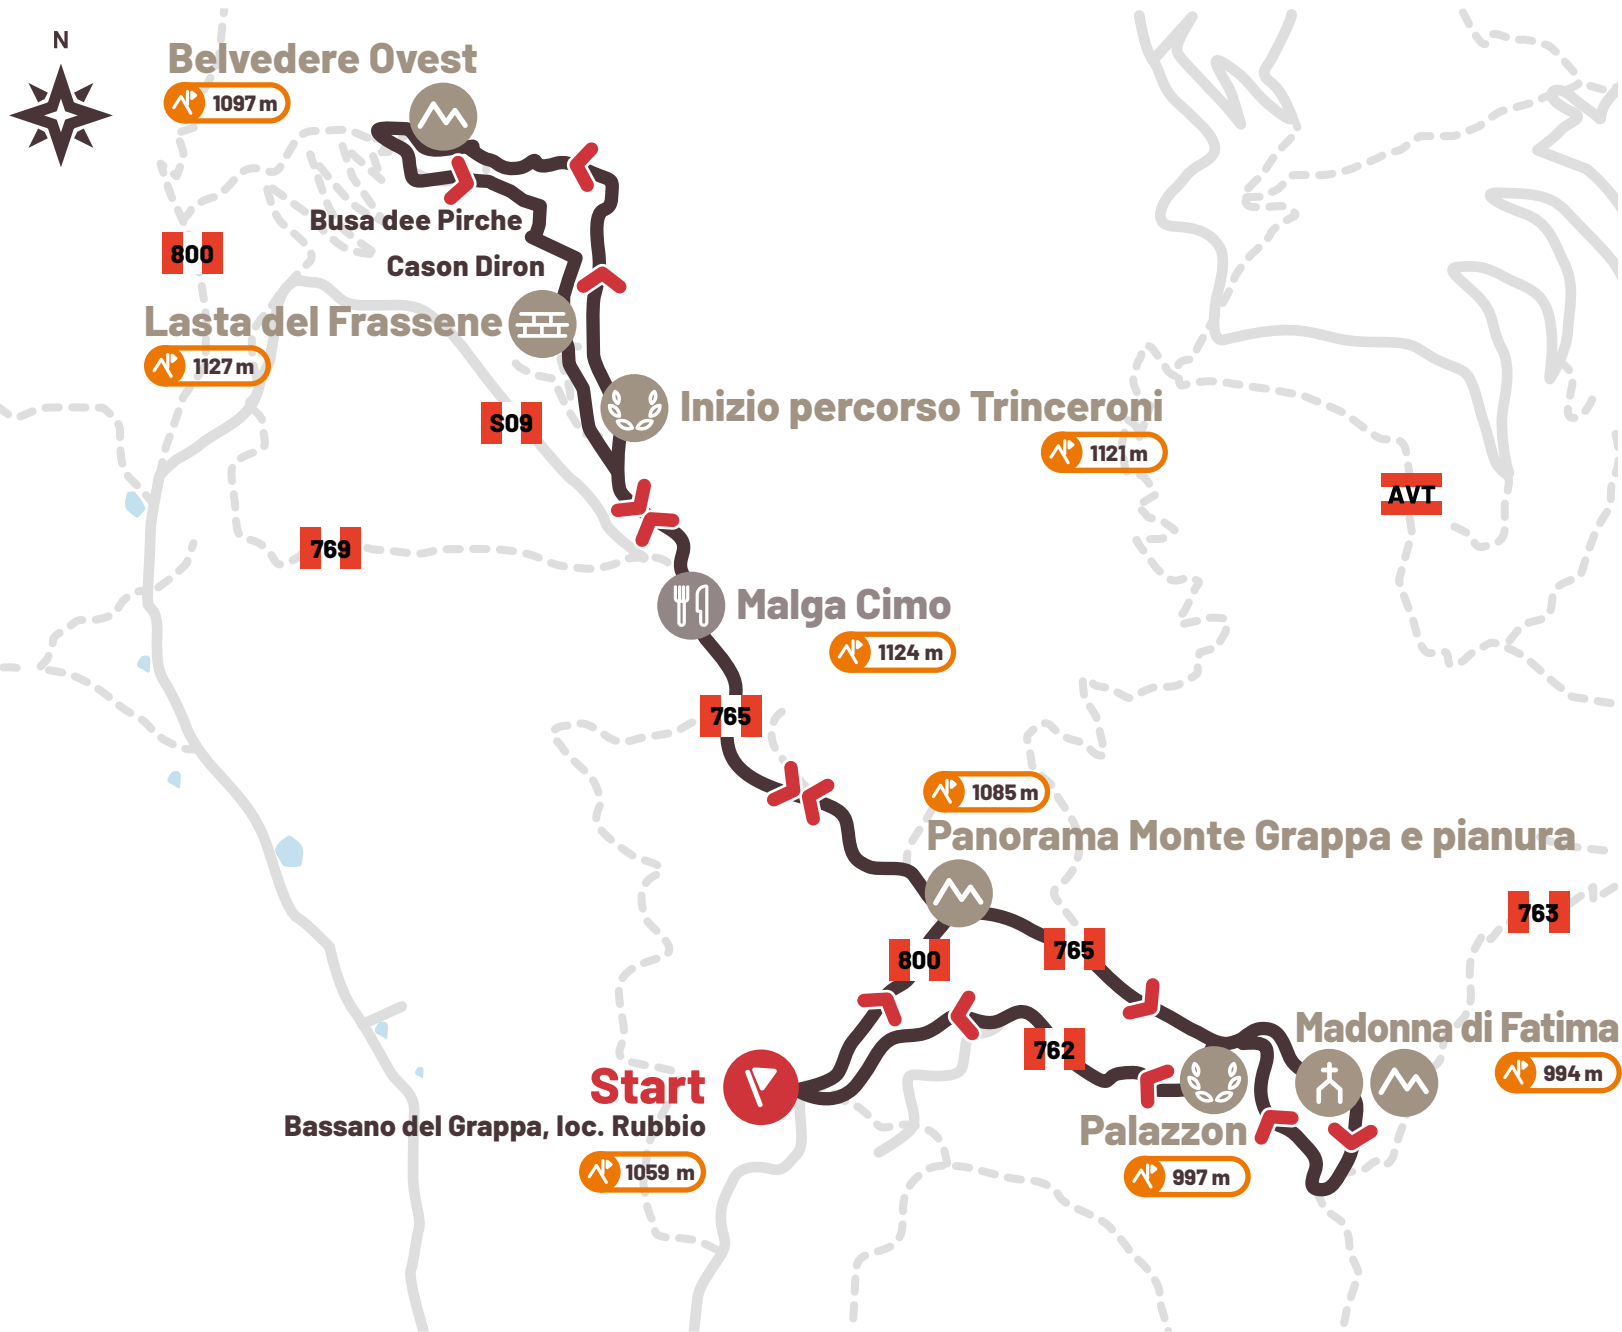 N
Belvedere Ovest
1097 m
800
Busa dee Pirche
Cason Diron
Lasta del Frassene
1127 m
S09
Inizio percorso Trinceroni
1121 m
AVT
769
Malga Cimo
1124 m
765
1085 m
Panorama Monte Grappa e pianura
763
800
765
762
Madonna di Fatima
994 m
Start
Bassano del Grappa, loc. Rubbio
1059 m
Palazzon
997 m